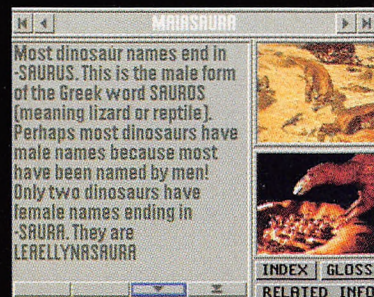 MAIASAURA
Most dinosaur names end in
-SAURUS. This is the male form
of the Greek word SAUROS
(meaning lizard or reptile).
Perhaps most dinosaurs have
male names because most
have been named by men!
Only two dinosaurs have
female names ending in
-SAURA. They are
LEAELLYNASAURA
INDEX GLOSS
RELATED INFO